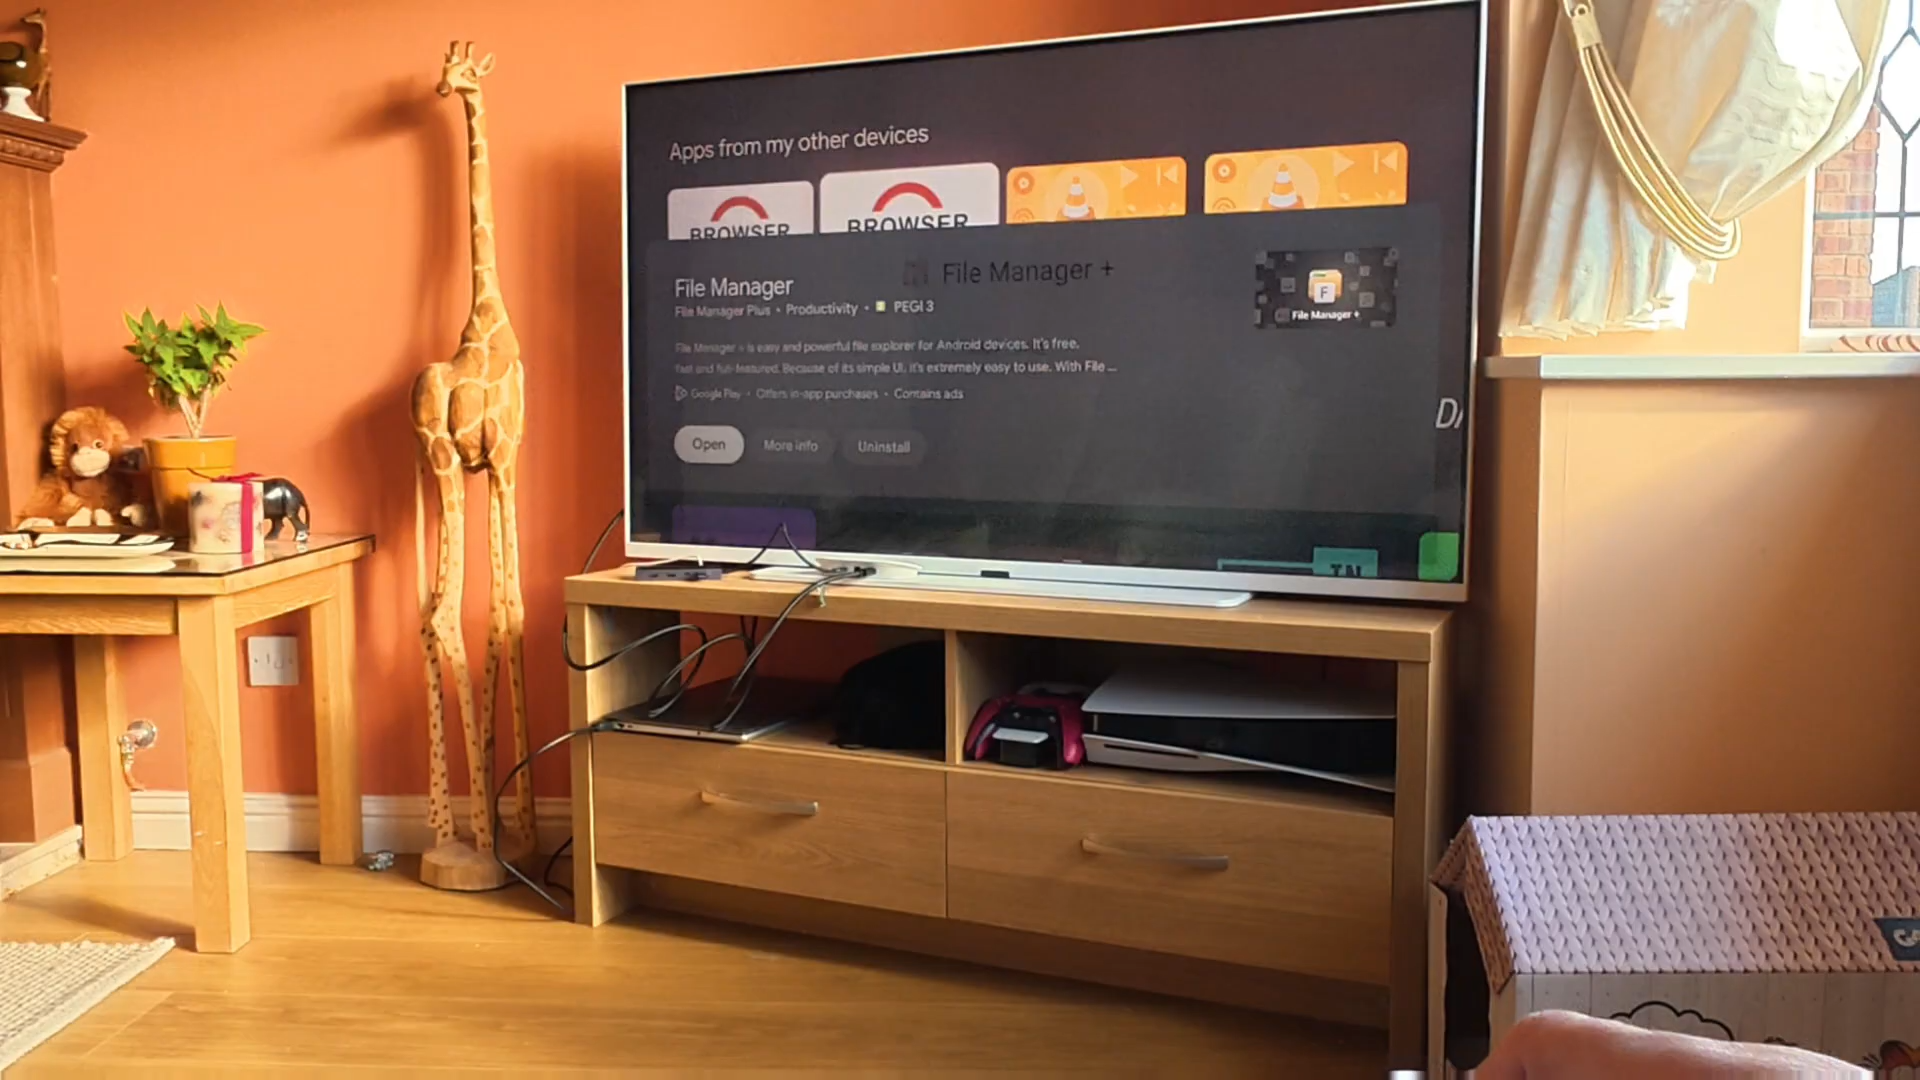 Apps from my other devices
BROWSER
BROWSER
File Manager
File Manager +
File Manager Plus • Productivity • PEGI 3
File Manager + is easy and powerful file explorer for Android devices. It's free,
fast and full-featured. Because of its simple UI, it's extremely easy to use. With File ...
Google Play • Offers in-app purchases • Contains ads
F
File Manager +
Open
More info
Uninstall
IN